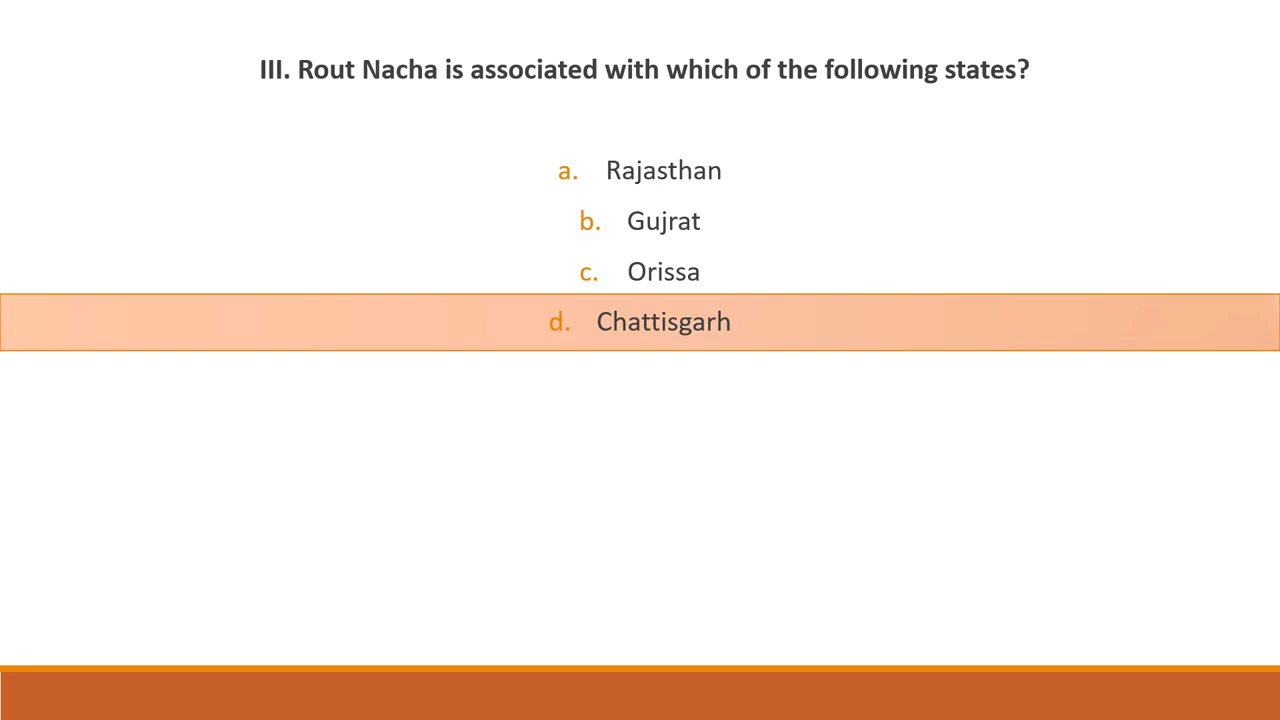 III. Rout Nacha is associated with which of the following states?
a. Rajasthan
b. Gujrat
c. Orissa
d. Chattisgarh